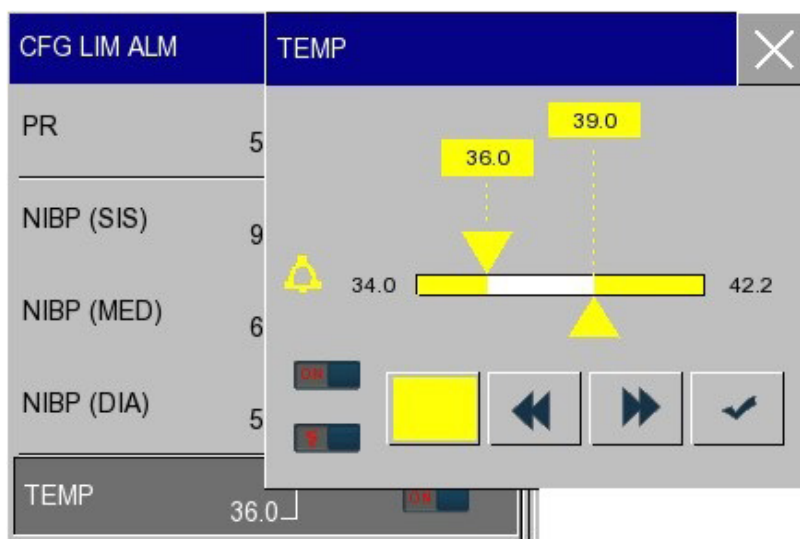 CFG LIM ALM
TEMP
PR
5
39.0
36.0
NIBP (SIS)
9
34.0
42.2
NIBP (MED)
6
ON
NIBP (DIA)
5
TEMP
36.0
ON